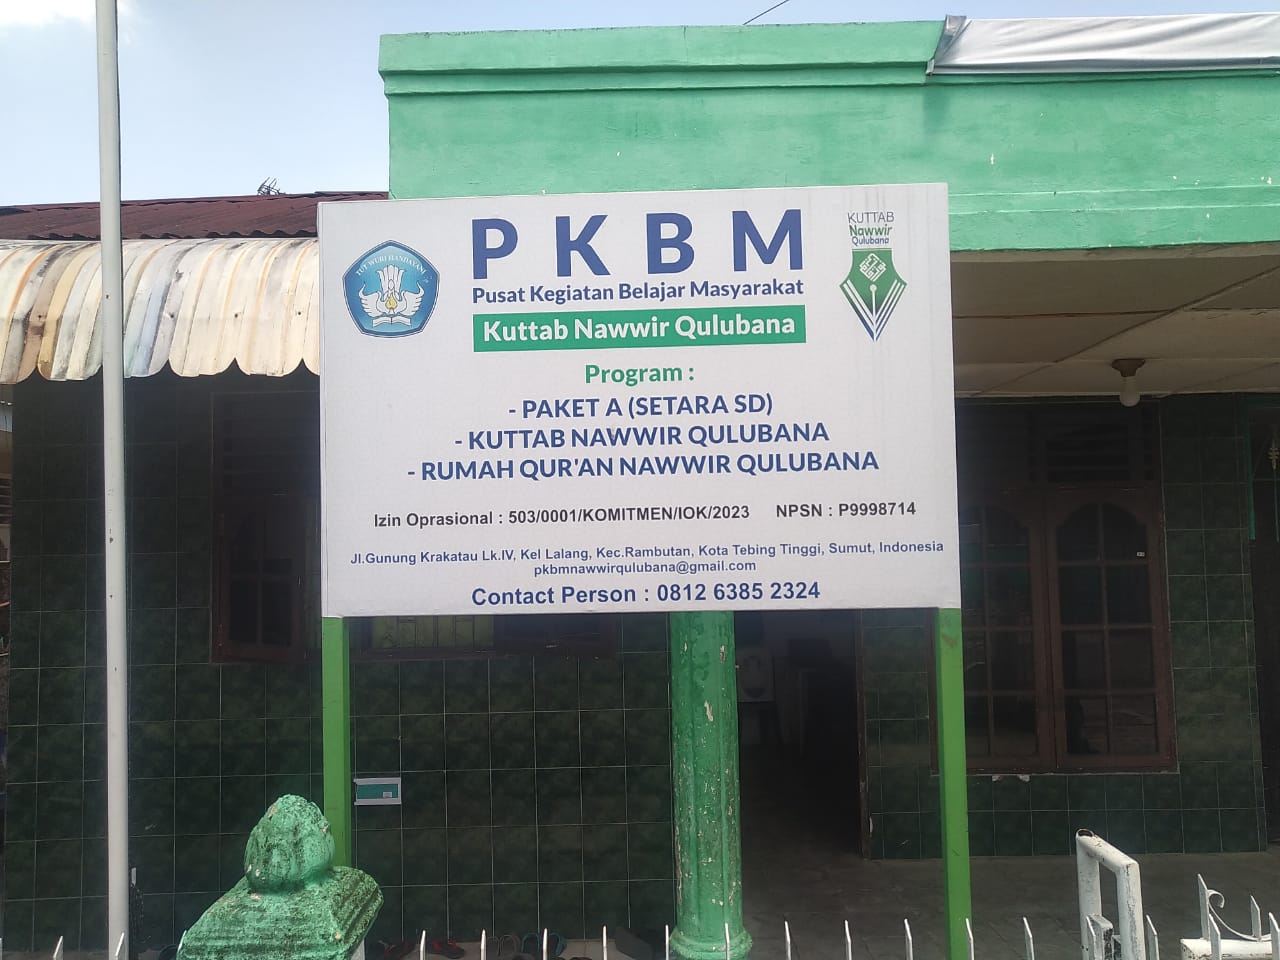 P K B M
Pusat Kegiatan Belajar Masyarakat
Kuttab Nawwir Qulubana
TUT WURI HANDAYANI
KUTTAB
Nawwir
Qulubana
Program :
- PAKET A (SETARA SD)
- KUTTAB NAWWIR QULUBANA
- RUMAH QUR'AN NAWWIR QULUBANA
Izin Oprasional : 503/0001/KOMITMEN/IOK/2023 NPSN : P9998714
Jl.Gunung Krakatau Lk.IV, Kel Lalang, Kec.Rambutan, Kota Tebing Tinggi, Sumut, Indonesia
pkbmnawwirqulubana@gmail.com
Contact Person : 0812 6385 2324